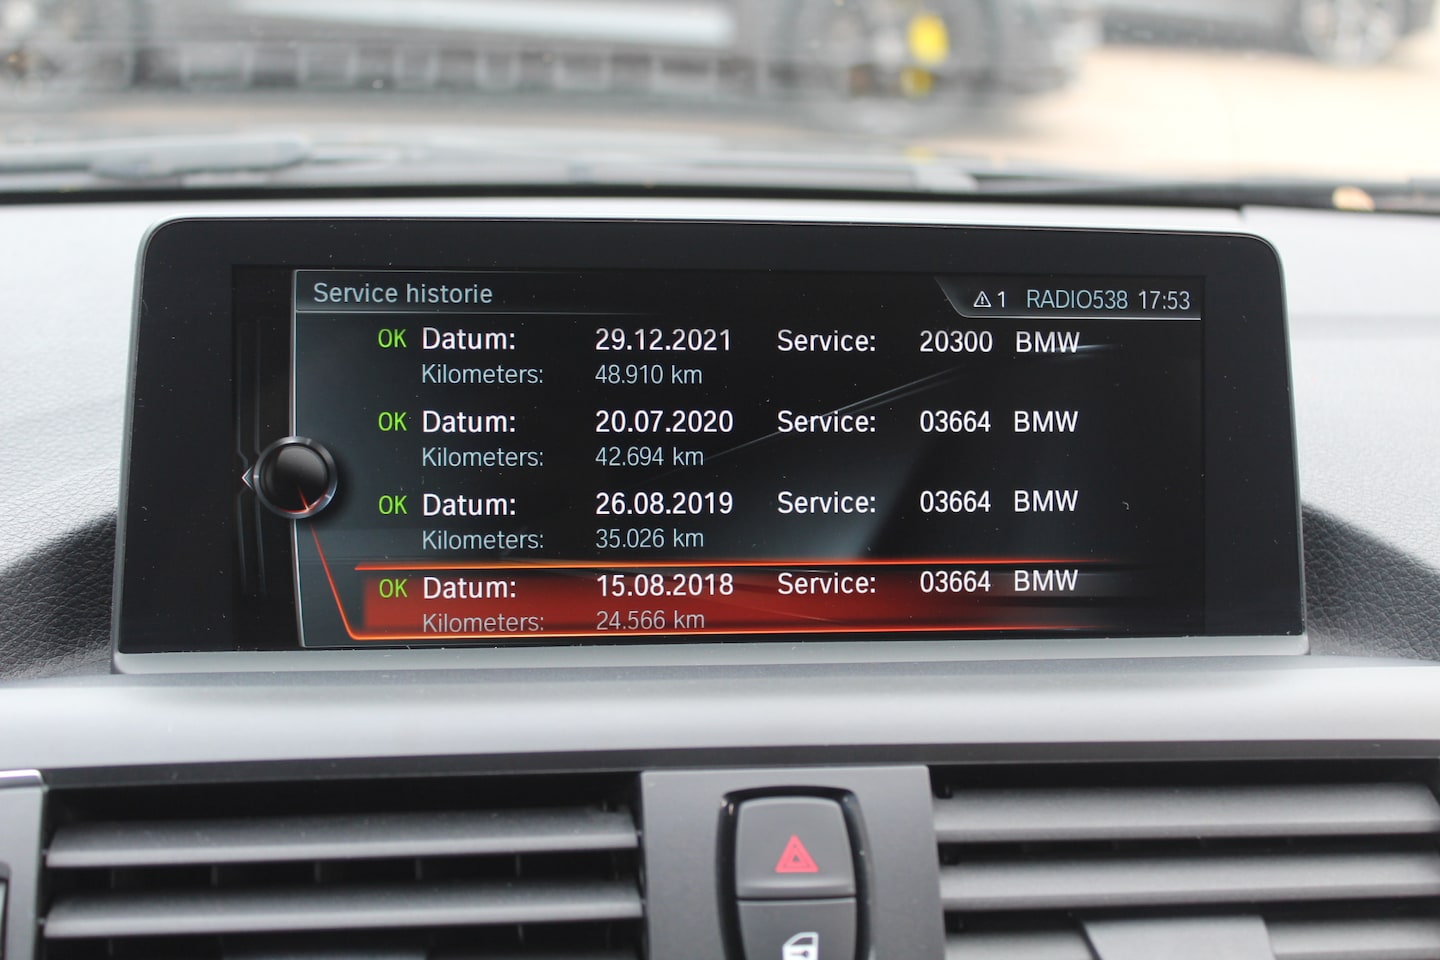 Service historie
1 RADIO538 17:53
OK Datum: 29.12.2021 Service: 20300 BMW
Kilometers: 48.910 km
OK Datum: 20.07.2020 Service: 03664 BMW
Kilometers: 42.694 km
OK Datum: 26.08.2019 Service: 03664 BMW
Kilometers: 35.026 km
OK Datum: 15.08.2018 Service: 03664 BMW
Kilometers: 24.566 km